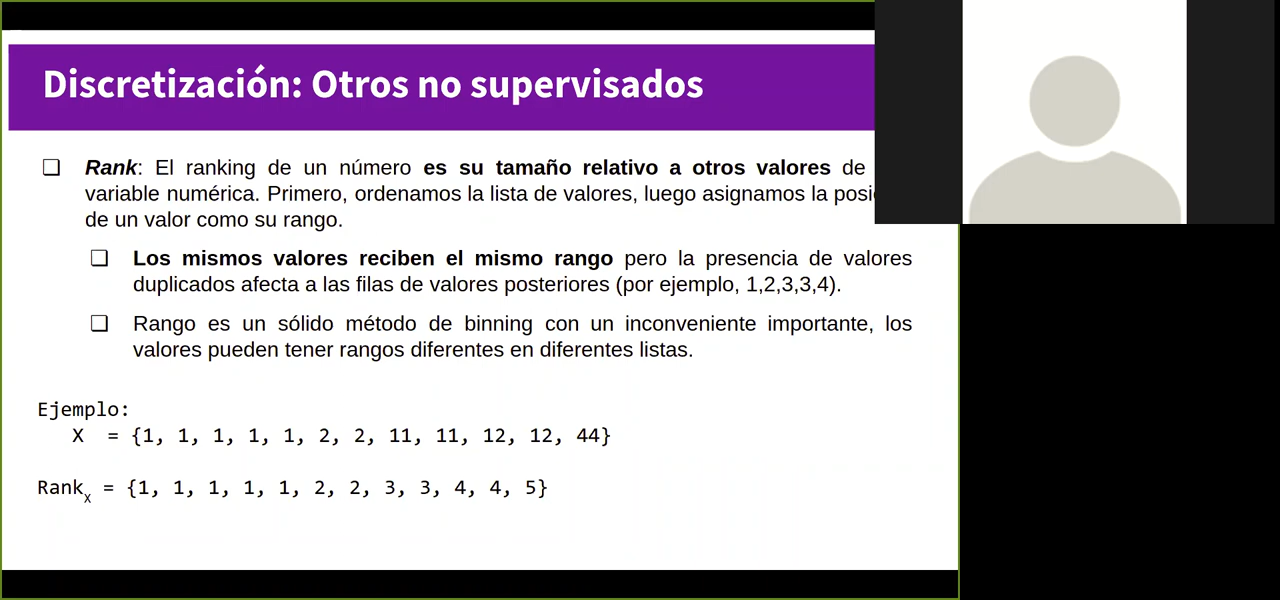 Discretización: Otros no supervisados
❏ Rank: El ranking de un número es su tamaño relativo a otros valores de
variable numérica. Primero, ordenamos la lista de valores, luego asignamos la
de un valor como su rango.
❏ Los mismos valores reciben el mismo rango pero la presencia de valores
duplicados afecta a las filas de valores posteriores (por ejemplo, 1,2,3,3,4).
❏ Rango es un sólido método de binning con un inconveniente importante, los
valores pueden tener rangos diferentes en diferentes listas.
Ejemplo:
X = {1, 1, 1, 1, 1, 2, 2, 11, 11, 12, 12, 44}
Rankₓ = {1, 1, 1, 1, 1, 2, 2, 3, 3, 4, 4, 5}